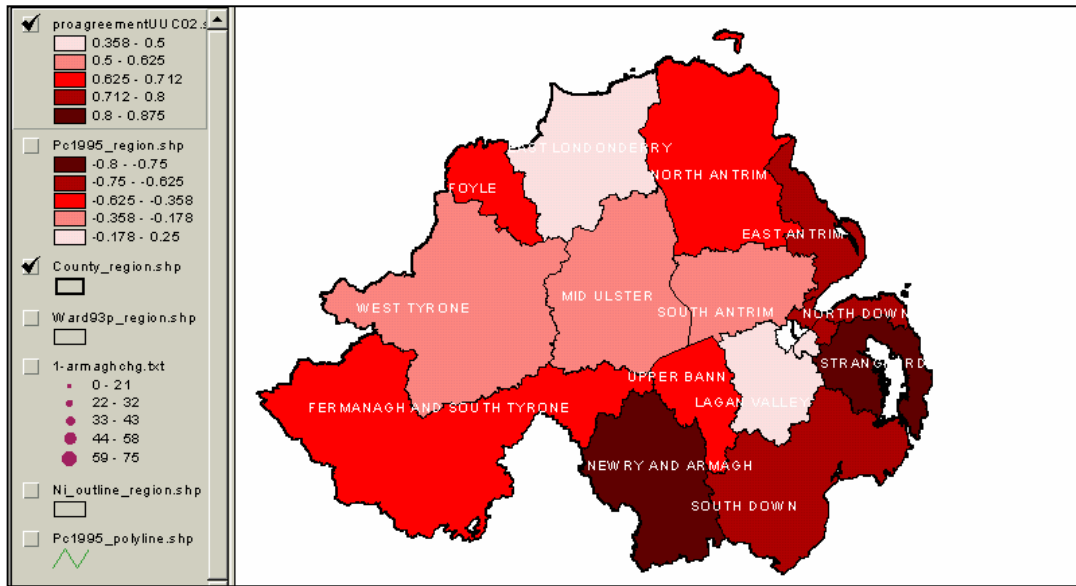 proagreementUUC02.s
0.358 - 0.5
0.5 - 0.625
0.625 - 0.712
0.712 - 0.8
0.8 - 0.875
Pc1995_region.shp
-0.8 - -0.75
-0.75 - -0.625
-0.625 - -0.358
-0.358 - -0.178
-0.178 - 0.25
County_region.shp
Ward93p_region.shp
1-armaghchg.txt
0 - 21
22 - 32
33 - 43
44 - 58
59 - 75
Ni_outline_region.shp
Pc1995_polyline.shp
EAST LONDONDERRY
NORTH ANTRIM
FOYLE
EAST ANTRIM
MID ULSTER
WEST TYRONE
SOUTH ANTRIM
NORTH DOWN
STRANGFORD
UPPER BANN
LAGAN VALLEY
FERMANAGH AND SOUTH TYRONE
NEWRY AND ARMAGH
SOUTH DOWN